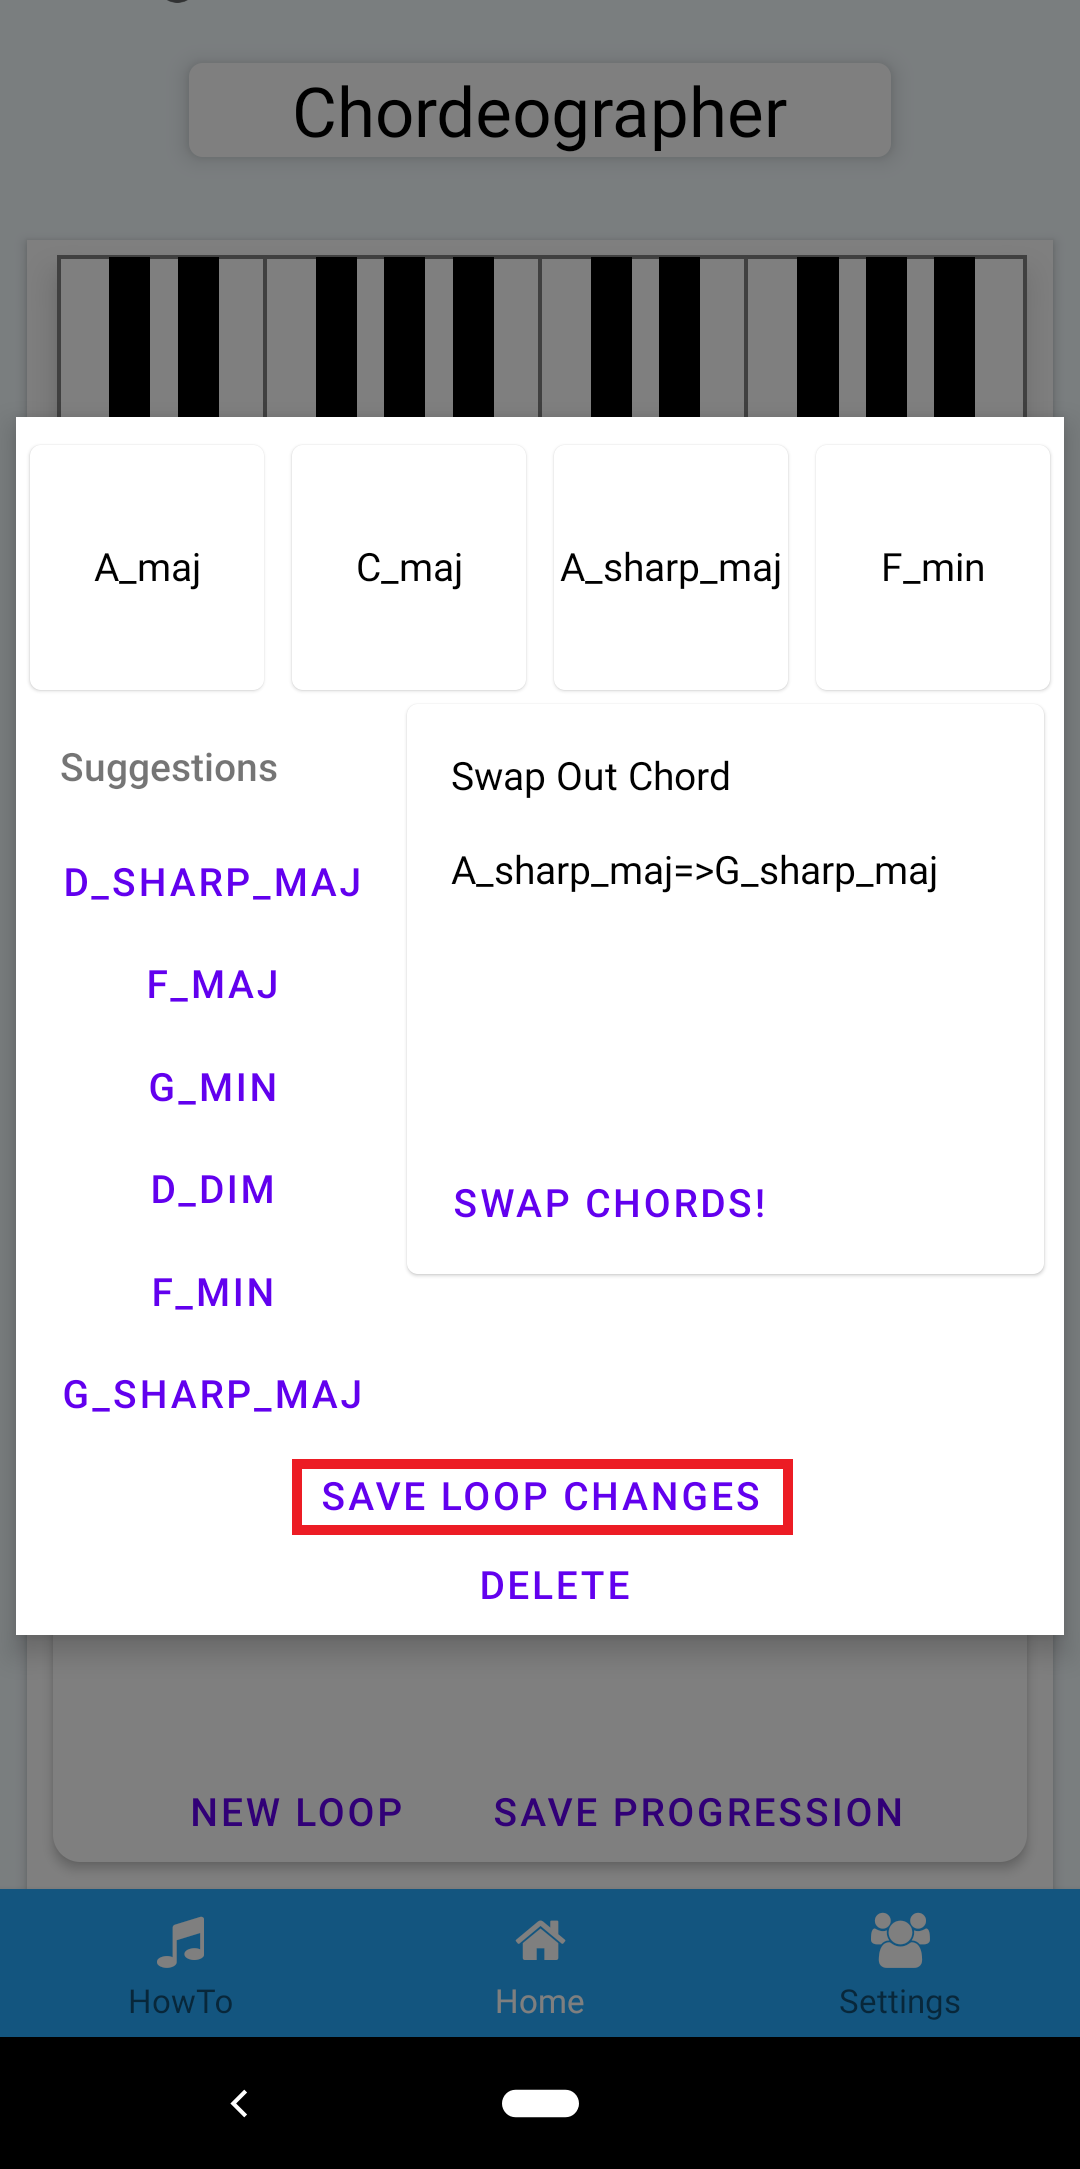 Chordeographer
A_maj
C_maj
A_sharp_maj
F_min
Suggestions
D_SHARP_MAJ
F_MAJ
G_MIN
D_DIM
F_MIN
G_SHARP_MAJ
Swap Out Chord
A_sharp_maj=>G_sharp_maj
SWAP CHORDS!
SAVE LOOP CHANGES
DELETE
NEW LOOP
SAVE PROGRESSION
HowTo
Home
Settings